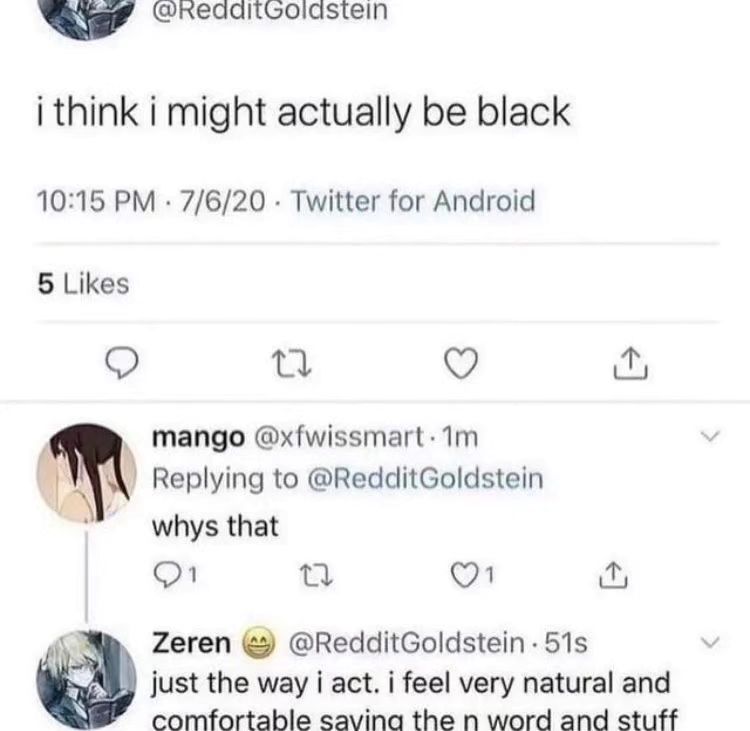 @RedditGoldstein
i think i might actually be black
10:15 PM · 7/6/20 · Twitter for Android
5 Likes
mango @xfwissmart · 1m
Replying to @RedditGoldstein
whys that
1 1
Zeren 😁 @RedditGoldstein · 51s
just the way i act. i feel very natural and
comfortable saying the n word and stuff